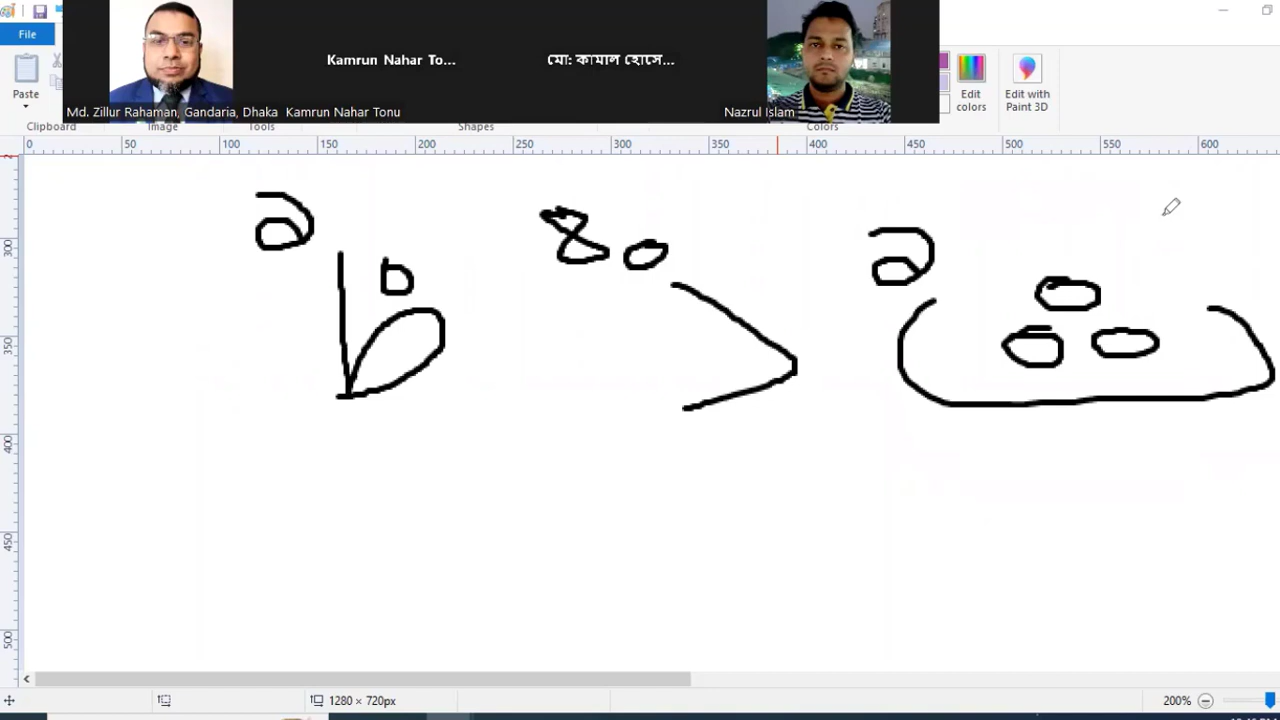 File
Kamrun Nahar To...
মো: কামাল হোসে...
Md. Zillur Rahaman, Gandaria, Dhaka Kamrun Nahar Tonu
Nazrul Islam
Paste
Edit colors
Edit with Paint 3D
Clipboard Image Tools Shapes Colors
0 50 100 150 200 250 300 350 400 450 500 550 600
300
350
400
450
500
1280 × 720px
200%